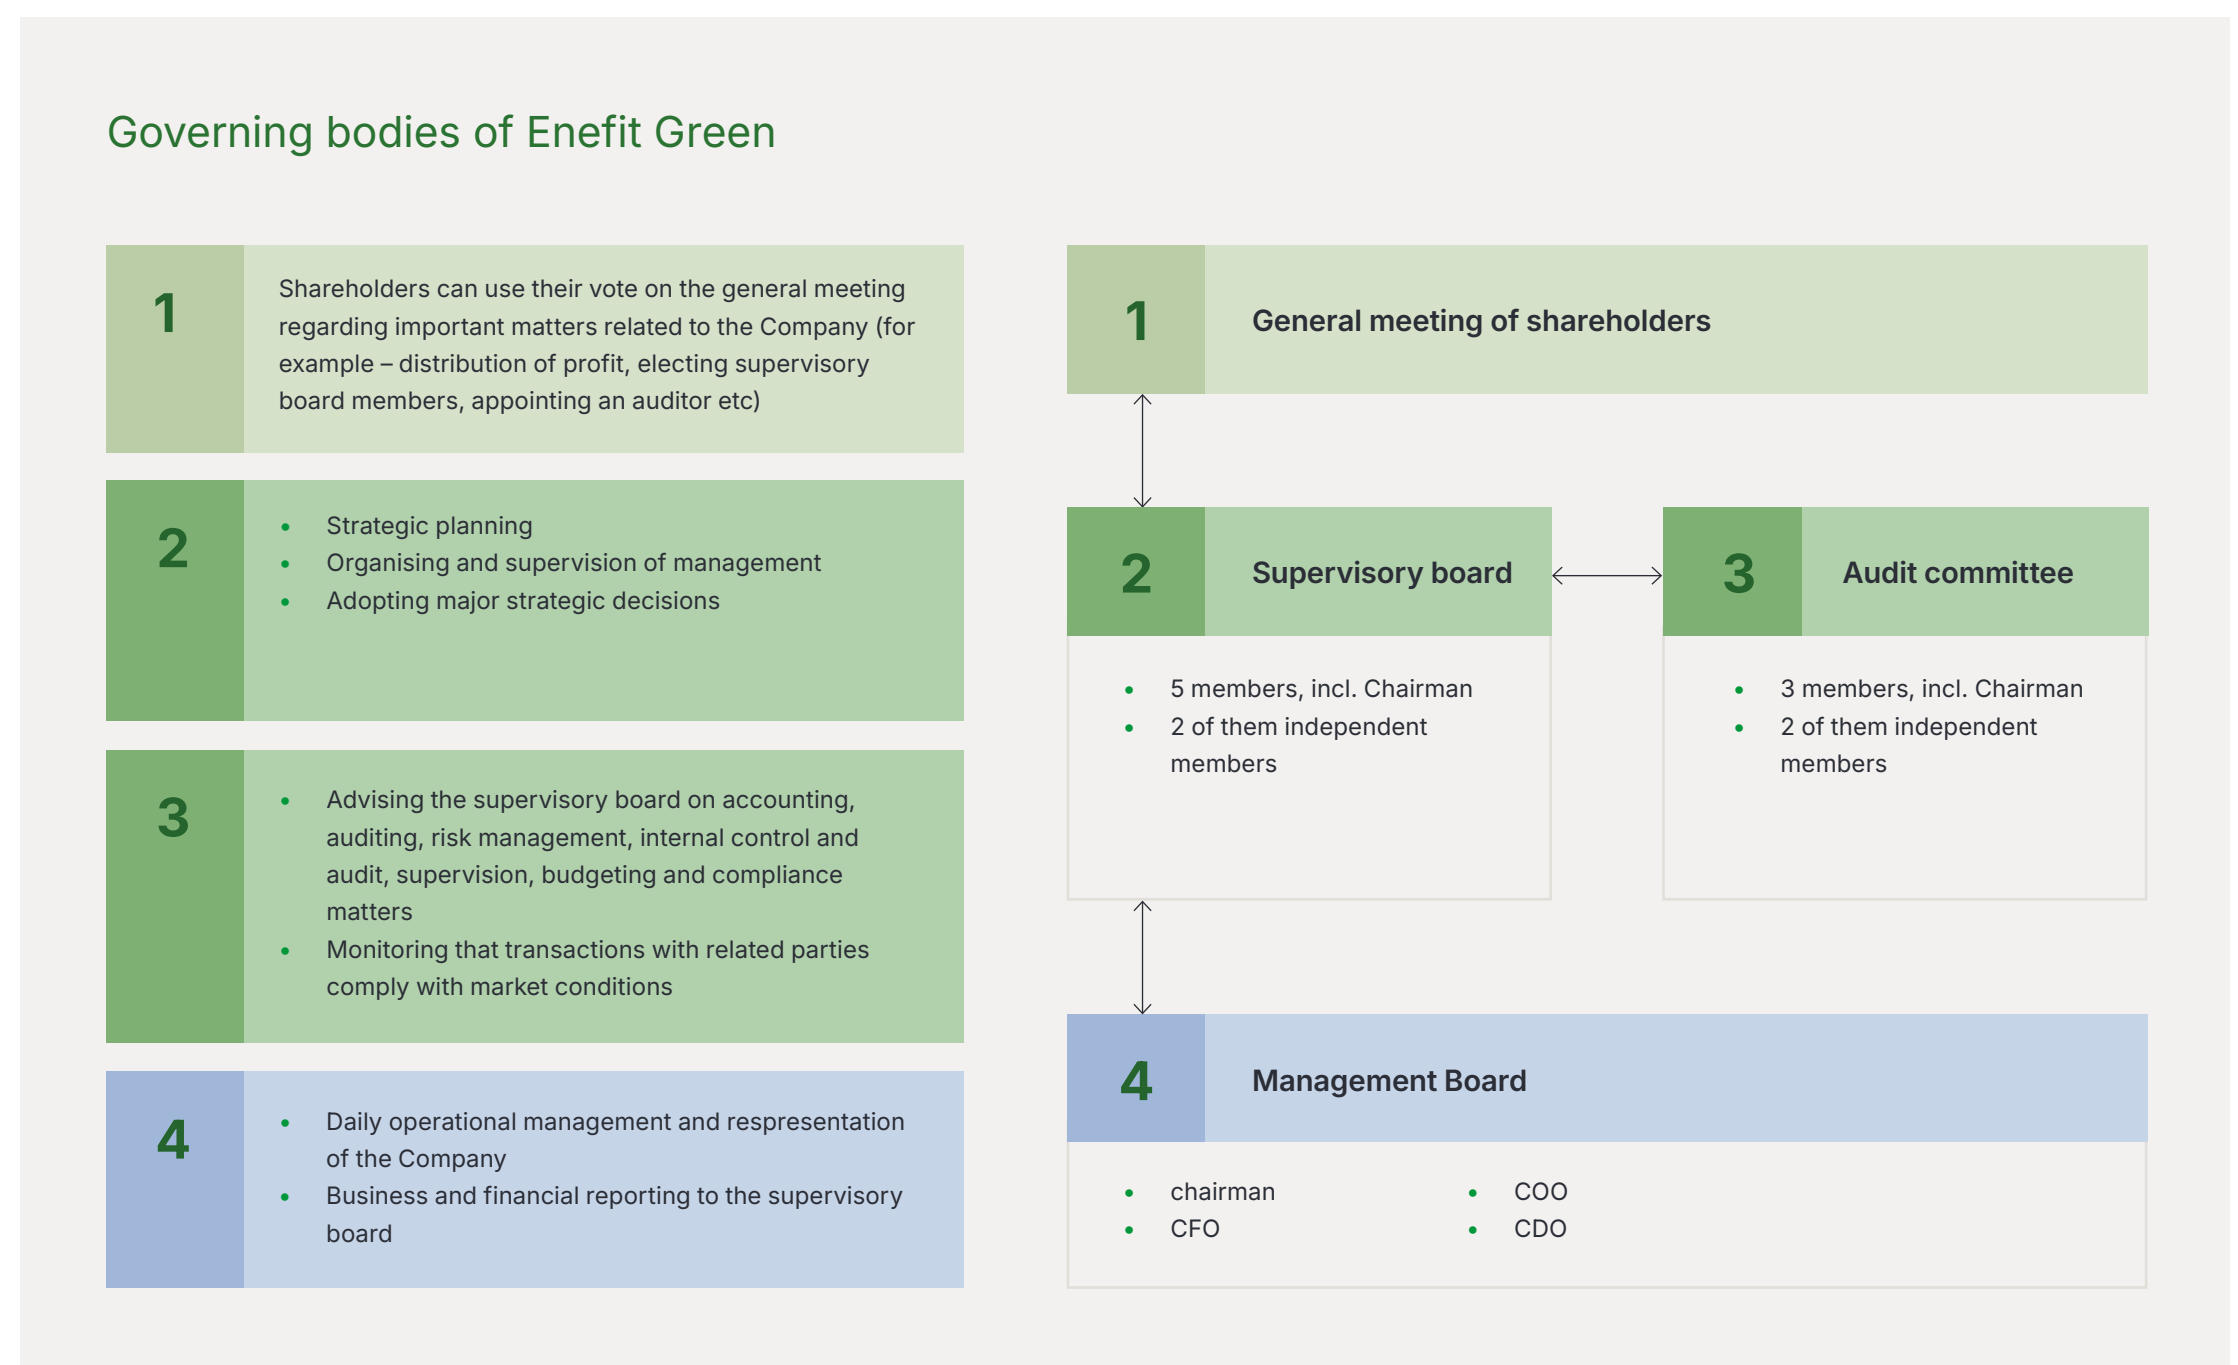 Governing bodies of Enefit Green
1
Shareholders can use their vote on the general meeting
regarding important matters related to the Company (for
example – distribution of profit, electing supervisory
board members, appointing an auditor etc)
2
• Strategic planning
• Organising and supervision of management
• Adopting major strategic decisions
3
• Advising the supervisory board on accounting,
auditing, risk management, internal control and
audit, supervision, budgeting and compliance
matters
• Monitoring that transactions with related parties
comply with market conditions
4
• Daily operational management and respresentation
of the Company
• Business and financial reporting to the supervisory
board
1
General meeting of shareholders
2
Supervisory board
• 5 members, incl. Chairman
• 2 of them independent
members
3
Audit committee
• 3 members, incl. Chairman
• 2 of them independent
members
4
Management Board
• chairman
• CFO
• COO
• CDO